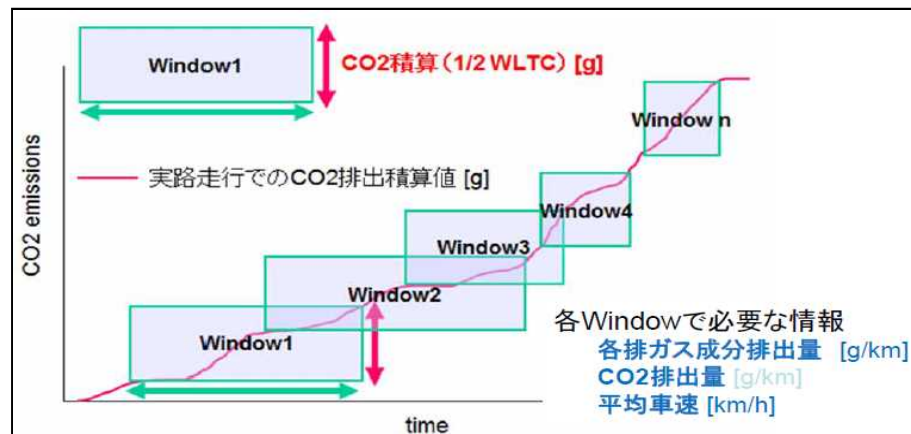 Window1
CO2積算(1/2 WLTC) [g]
Window n
実路走行でのCO2排出積算値 [g]
Window4
Window3
Window2
Window1
CO2 emissions
time
各Windowで必要な情報
各排ガス成分排出量 [g/km]
CO2排出量 [g/km]
平均車速 [km/h]